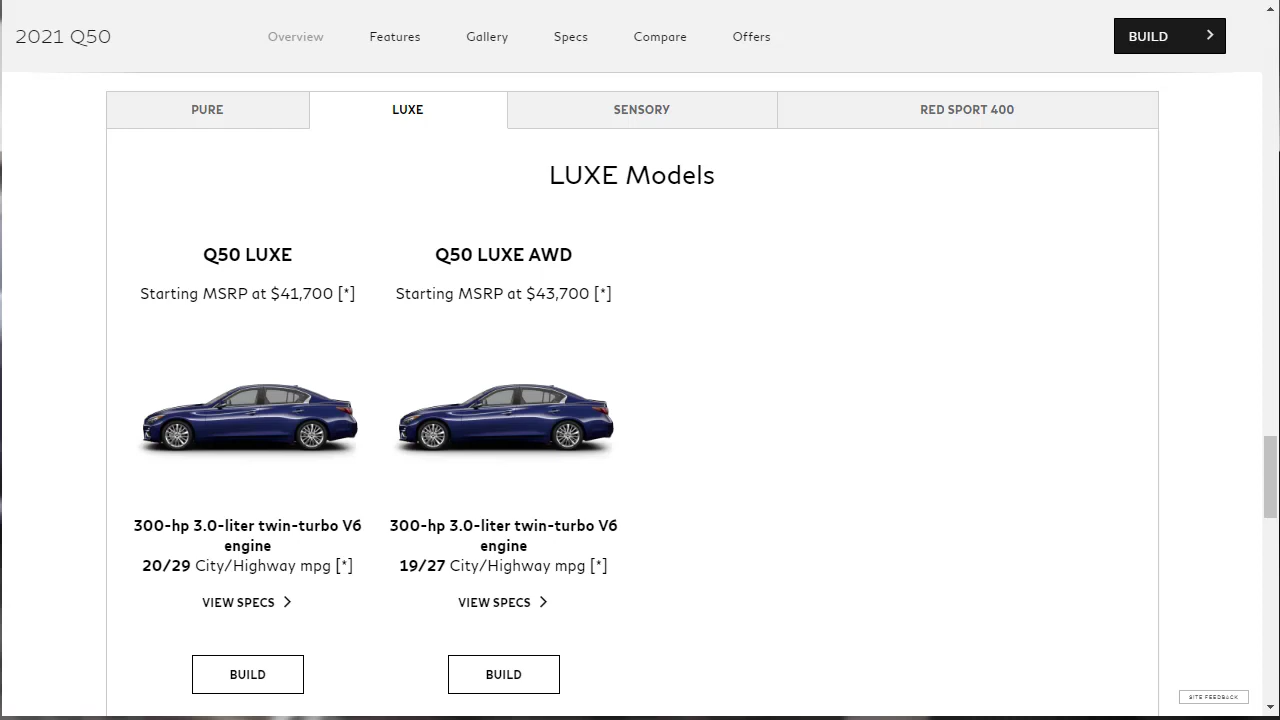 2021 Q50
Overview
Features
Gallery
Specs
Compare
Offers
BUILD
PURE
LUXE
SENSORY
RED SPORT 400
LUXE Models
Q50 LUXE
Starting MSRP at $41,700 [*]
300-hp 3.0-liter twin-turbo V6
engine
20/29 City/Highway mpg [*]
VIEW SPECS
BUILD
Q50 LUXE AWD
Starting MSRP at $43,700 [*]
300-hp 3.0-liter twin-turbo V6
engine
19/27 City/Highway mpg [*]
VIEW SPECS
BUILD
SITE FEEDBACK